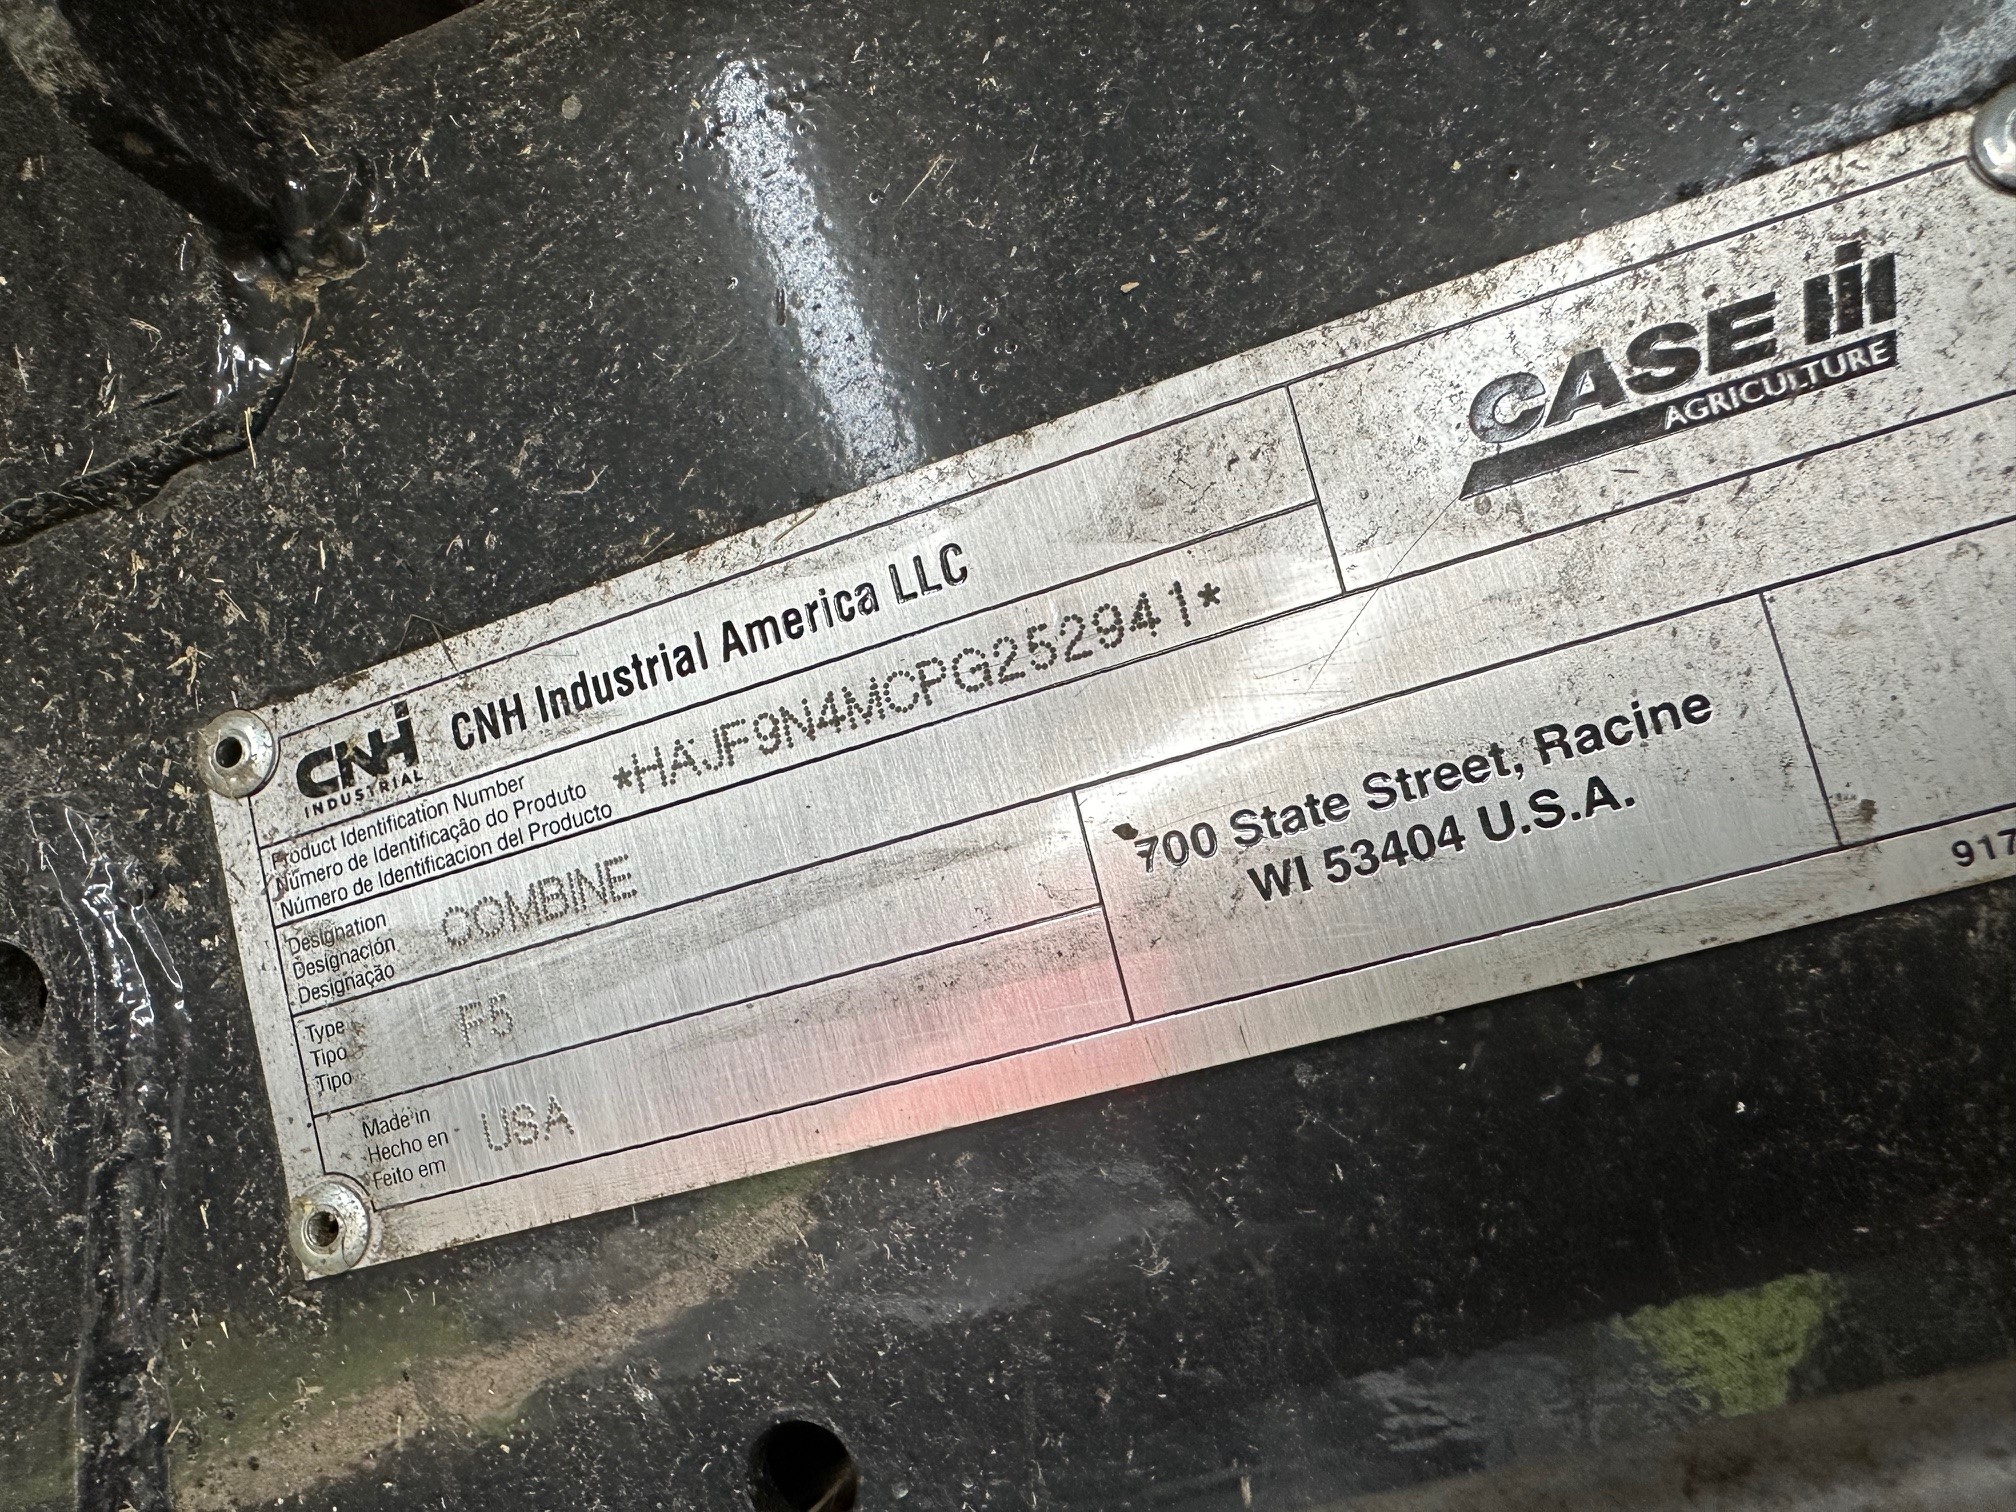 CNH
INDUSTRIAL
CNH Industrial America LLC
CASE IH
AGRICULTURE
Product Identification Number
Número de Identificação do Produto
Número de Identificacion del Producto
*HAJF9N4MCPG252941*
Designation
Designación
Designação
COMBINE
Type
Tipo
Tipo
F5
700 State Street, Racine
WI 53404 U.S.A.
Made in
Hecho en
Feito em
USA
917